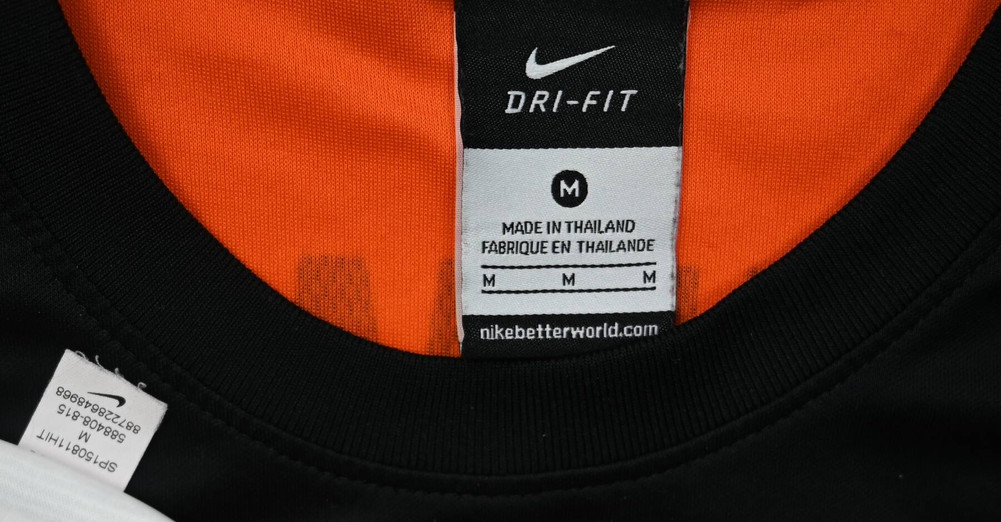 DRI-FIT
M
MADE IN THAILAND
FABRIQUE EN THAILANDE
M M M
nikebetterworld.com
SP150811HIT
M
588408-815
887228648968